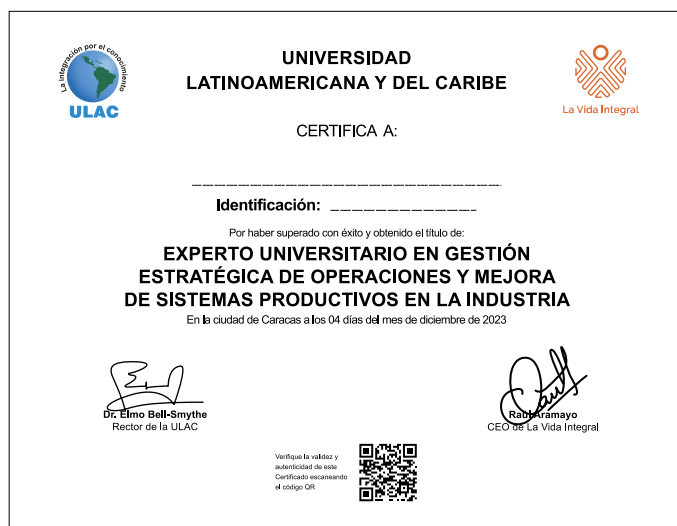 La integración por el conocimiento
ULAC
UNIVERSIDAD
LATINOAMERICANA Y DEL CARIBE
La Vida Integral
CERTIFICA A:
Identificación:
Por haber superado con éxito y obtenido el título de:
EXPERTO UNIVERSITARIO EN GESTIÓN
ESTRATÉGICA DE OPERACIONES Y MEJORA
DE SISTEMAS PRODUCTIVOS EN LA INDUSTRIA
En la ciudad de Caracas a los 04 días del mes de diciembre de 2023
Dr. Elmo Bell-Smythe
Rector de la ULAC
Raúl Aramayo
CEO de La Vida Integral
Verifique la validez y
autenticidad de este
Certificado escaneando
el código QR